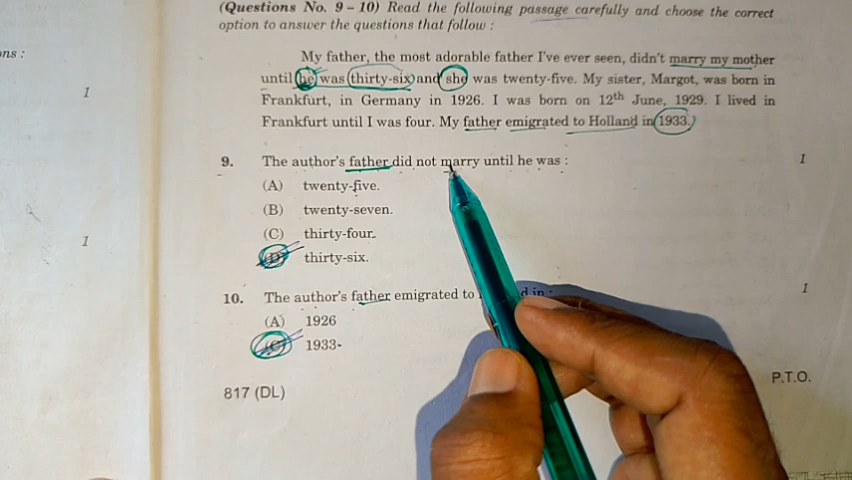 (Questions No. 9 – 10) Read the following passage carefully and choose the correct
option to answer the questions that follow :
ns :
My father, the most adorable father I've ever seen, didn't marry my mother
until he was thirty-six and she was twenty-five. My sister, Margot, was born in
1
Frankfurt, in Germany in 1926. I was born on 12th June, 1929. I lived in
Frankfurt until I was four. My father emigrated to Holland in 1933.
9. The author's father did not marry until he was : 1
(A) twenty-five.
(B) twenty-seven.
1
(C) thirty-four.
(D) thirty-six.
10. The author's father emigrated to in : 1
(A) 1926
(C) 1933
817 (DL) P.T.O.